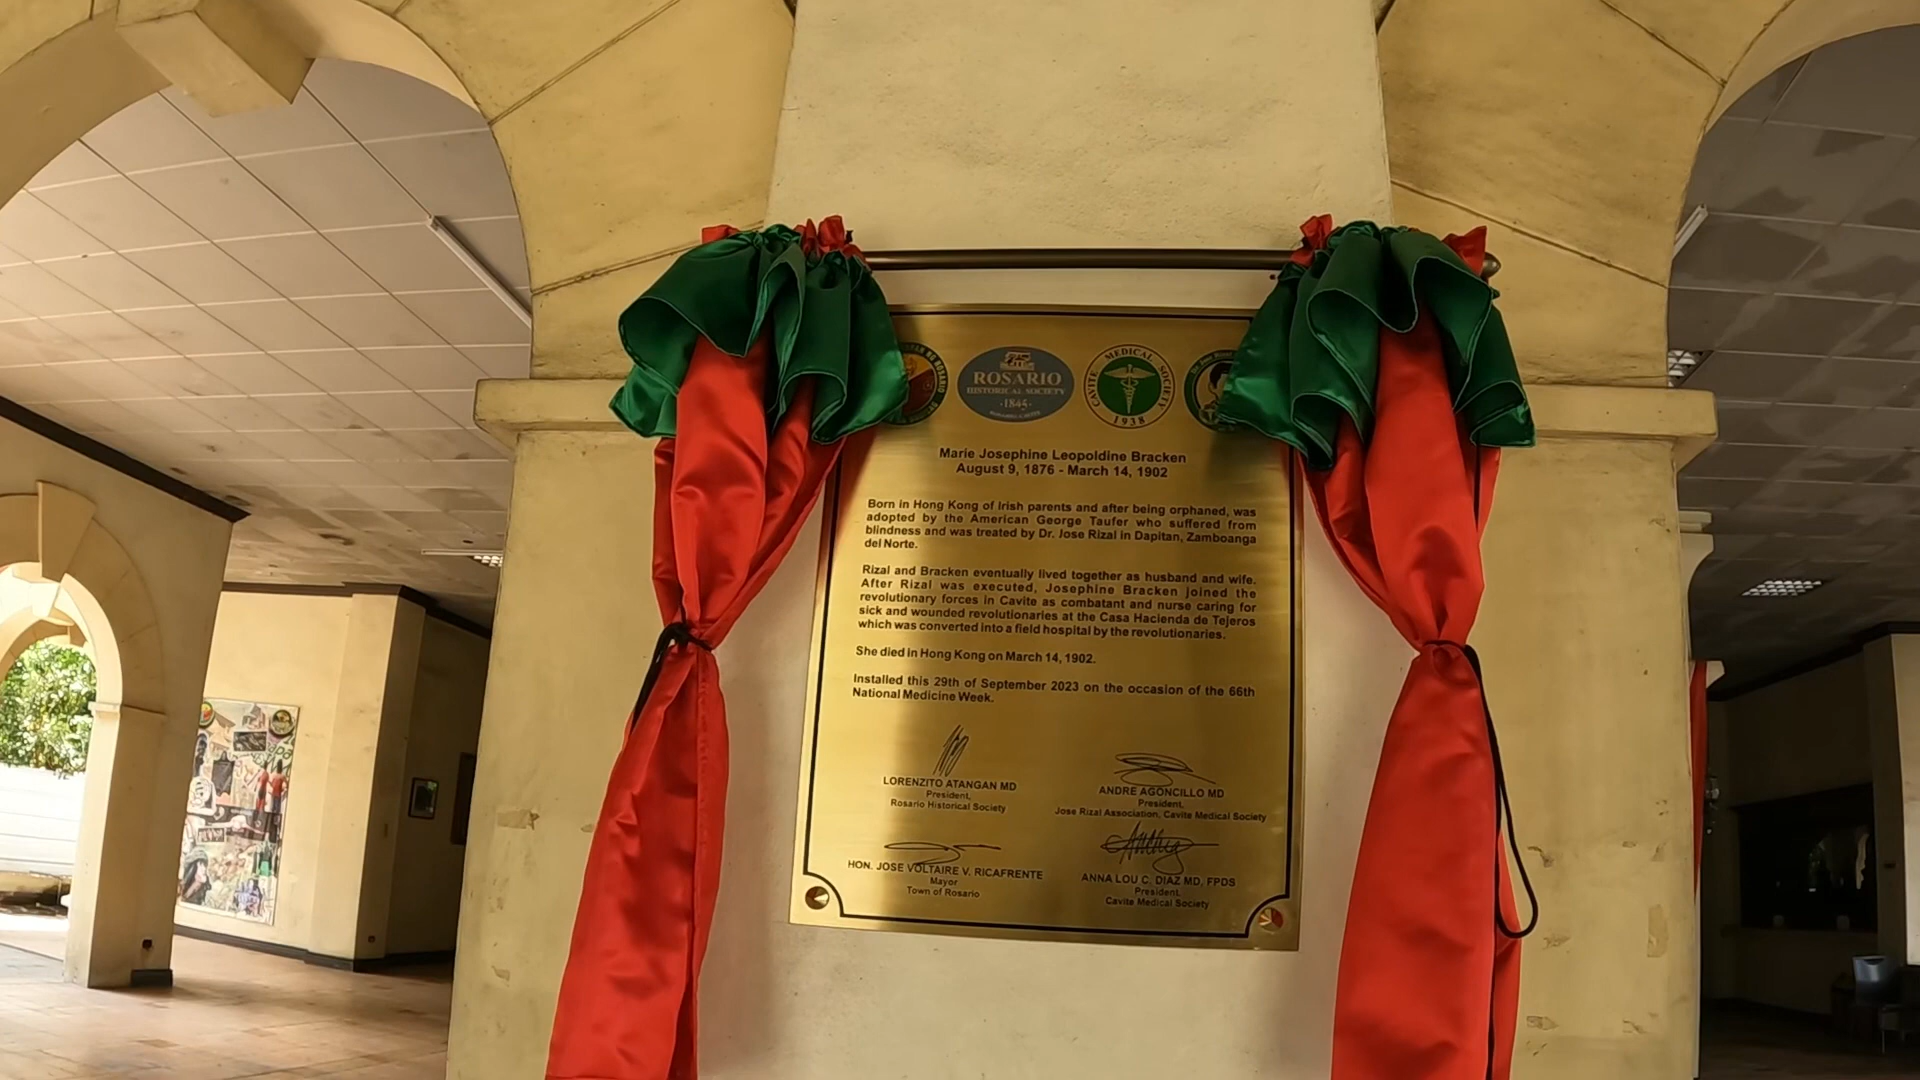 ROSARIO
HISTORICAL SOCIETY
1845
CAVITE MEDICAL SOCIETY
1938
Marie Josephine Leopoldine Bracken
August 9, 1876 - March 14, 1902
Born in Hong Kong of Irish parents and after being orphaned, was
adopted by the American George Taufer who suffered from
blindness and was treated by Dr. Jose Rizal in Dapitan, Zamboanga
del Norte.
Rizal and Bracken eventually lived together as husband and wife.
After Rizal was executed, Josephine Bracken joined the
revolutionary forces in Cavite as combatant and nurse caring for
sick and wounded revolutionaries at the Casa Hacienda de Tejeros
which was converted into a field hospital by the revolutionaries.
She died in Hong Kong on March 14, 1902.
Installed this 29th of September 2023 on the occasion of the 66th
National Medicine Week.
LORENZITO ATANGAN MD
President,
Rosario Historical Society
ANDRE AGONCILLO MD
President,
Jose Rizal Association, Cavite Medical Society
HON. JOSE VOLTAIRE V. RICAFRENTE
Mayor
Town of Rosario
ANNA LOU C. DIAZ MD, FPDS
President,
Cavite Medical Society